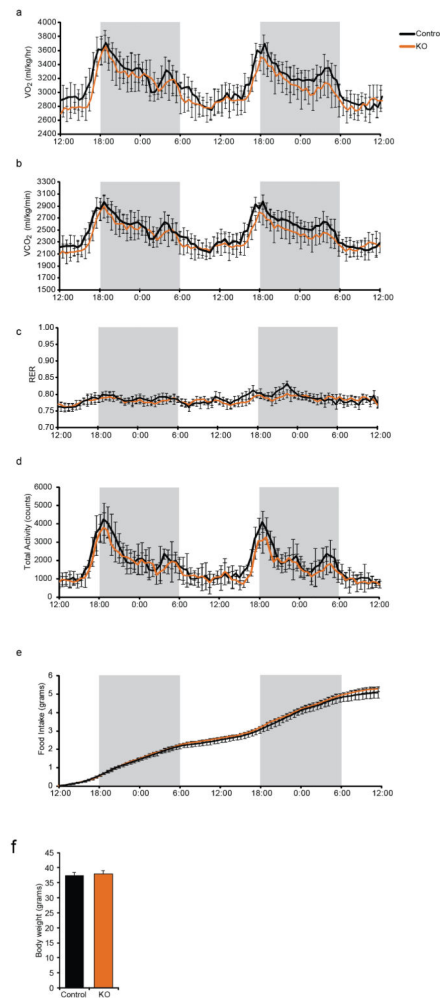 a
Control
KO
VO2 (ml/kg/hr)
4000
3800
3600
3400
3200
3000
2800
2600
2400
12:00 18:00 0:00 6:00 12:00 18:00 0:00 6:00 12:00
b
VCO2 (ml/kg/min)
3300
3000
2700
2400
2100
1800
1500
12:00 18:00 0:00 6:00 12:00 18:00 0:00 6:00 12:00
c
RER
1.00
0.95
0.90
0.85
0.80
0.75
0.70
12:00 18:00 0:00 6:00 12:00 18:00 0:00 6:00 12:00
d
Total Activity (counts)
6000
5000
4000
3000
2000
1000
0
12:00 18:00 0:00 6:00 12:00 18:00 0:00 6:00 12:00
e
Food Intake (grams)
6
5
4
3
2
1
0
12:00 18:00 0:00 6:00 12:00 18:00 0:00 6:00 12:00
f
Body weight (grams)
45
40
35
30
25
20
15
10
5
0
Control KO